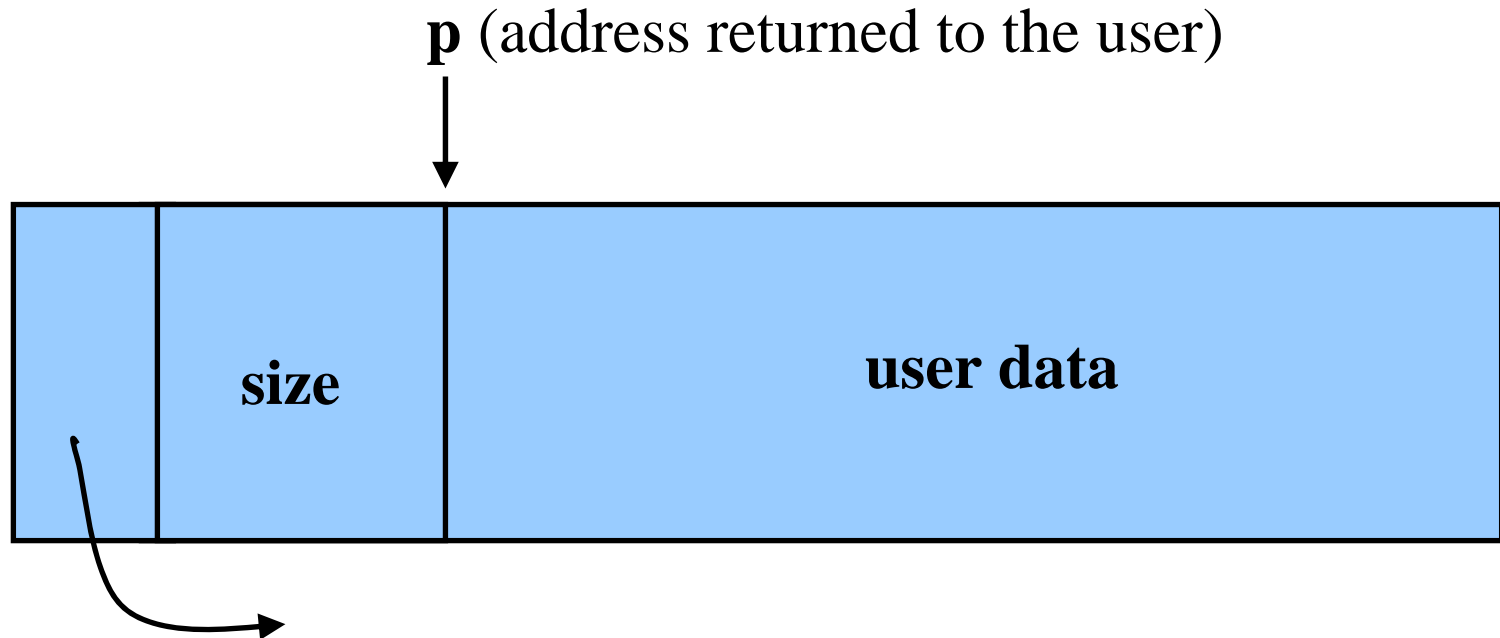 p (address returned to the user)
size
user data